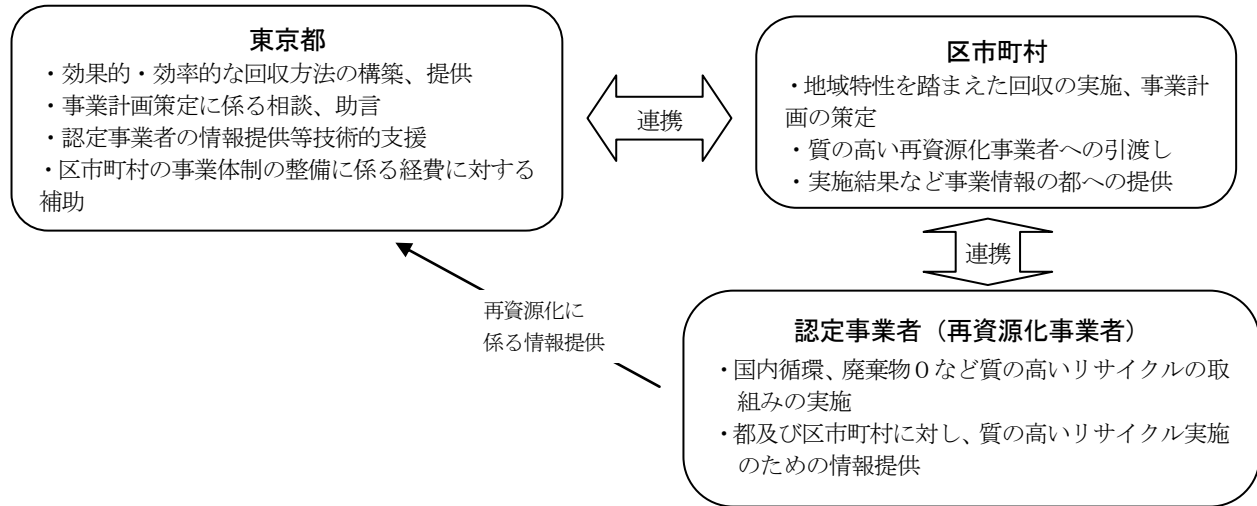 東京都
・効果的・効率的な回収方法の構築、提供
・事業計画策定に係る相談、助言
・認定事業者の情報提供等技術的支援
・区市町村の事業体制の整備に係る経費に対する
補助
連携
区市町村
・地域特性を踏まえた回収の実施、事業計
画の策定
・質の高い再資源化事業者への引渡し
・実施結果など事業情報の都への提供
連携
再資源化に
係る情報提供
認定事業者（再資源化事業者）
・国内循環、廃棄物０など質の高いリサイクルの取
組みの実施
・都及び区市町村に対し、質の高いリサイクル実施
のための情報提供